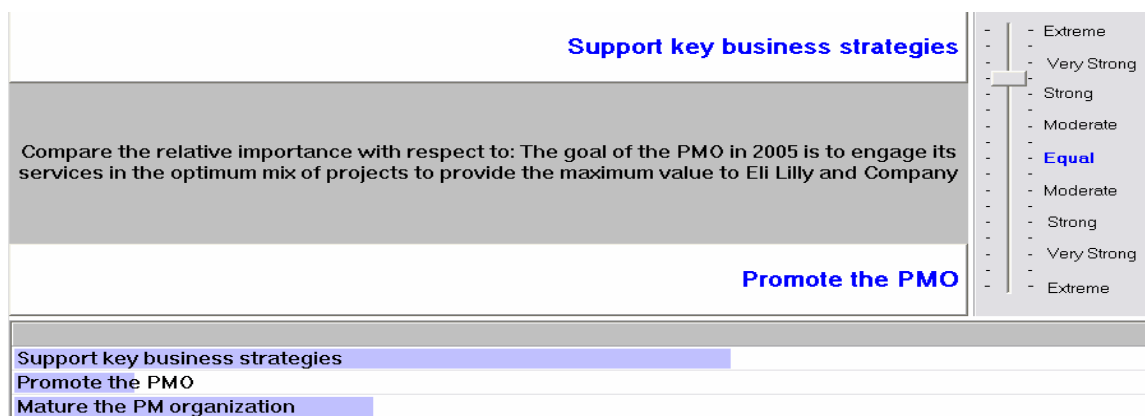 Support key business strategies
Extreme
Very Strong
Strong
Moderate
Compare the relative importance with respect to: The goal of the PMO in 2005 is to engage its
services in the optimum mix of projects to provide the maximum value to Eli Lilly and Company
Equal
Moderate
Strong
Very Strong
Extreme
Promote the PMO
Support key business strategies
Promote the PMO
Mature the PM organization